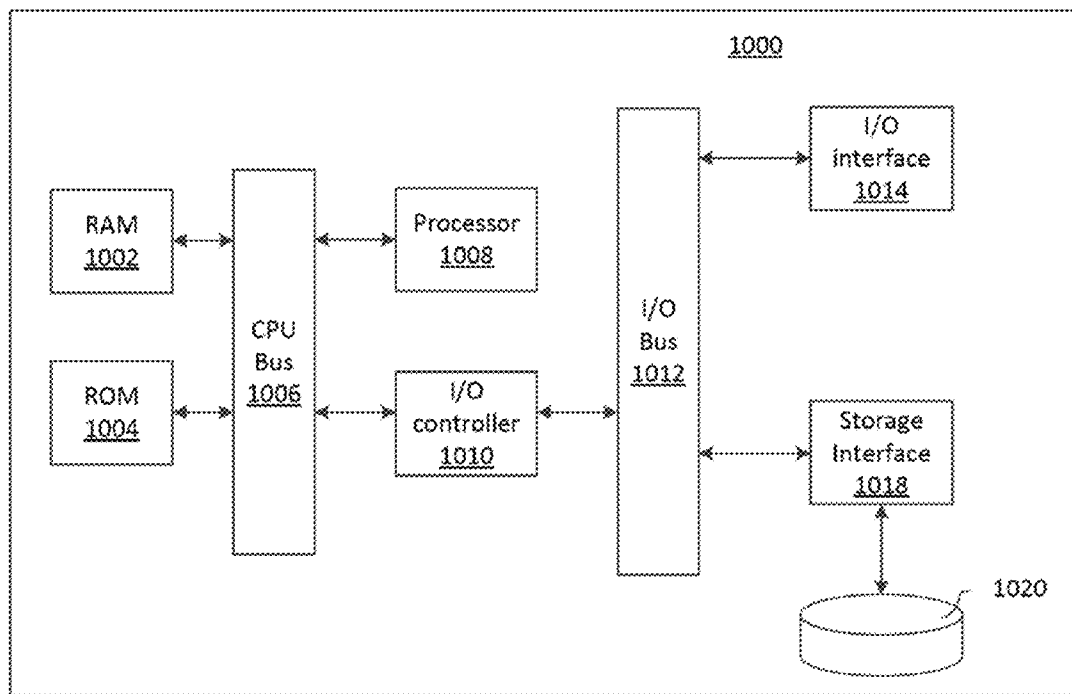 1000
I/O
interface
1014
RAM
1002
Processor
1008
CPU
Bus
1006
I/O
Bus
1012
ROM
1004
I/O
controller
1010
Storage
Interface
1018
1020